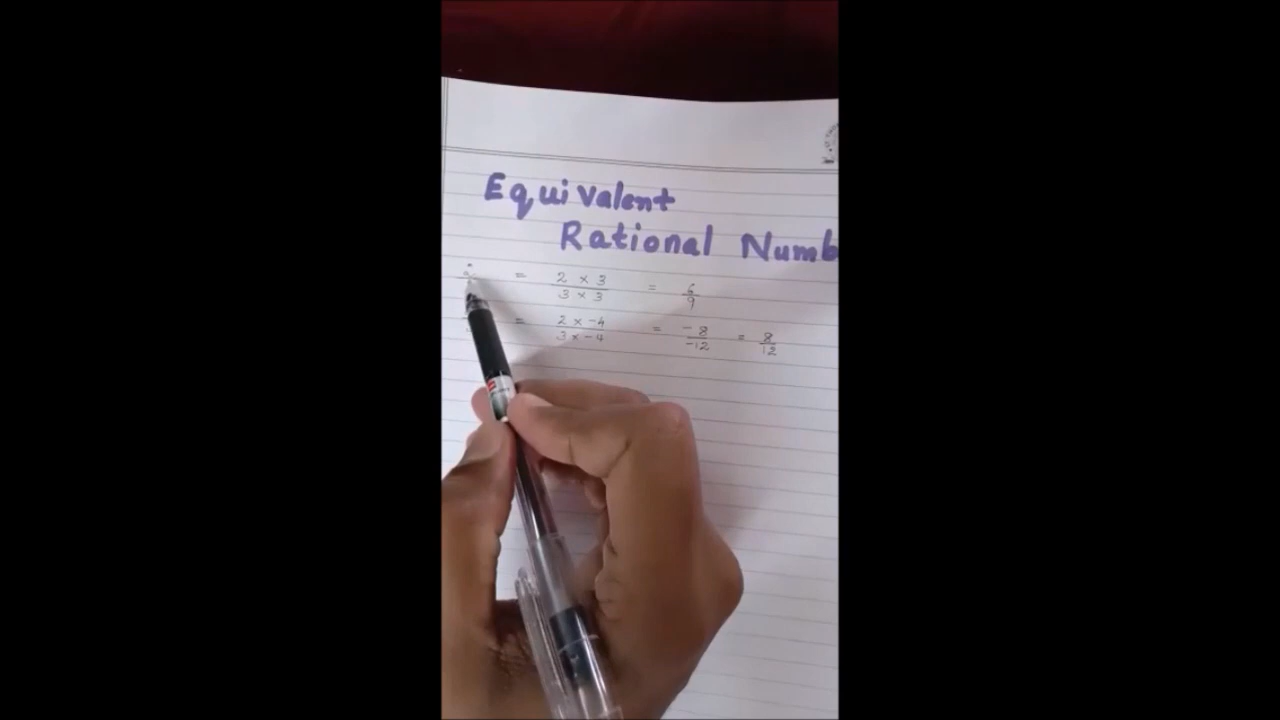 Equivalent
Rational Numb
= 2 × 3 / 3 × 3 = 6/9
= 2 × -4 / 3 × -4 = -8/-12 = 8/12